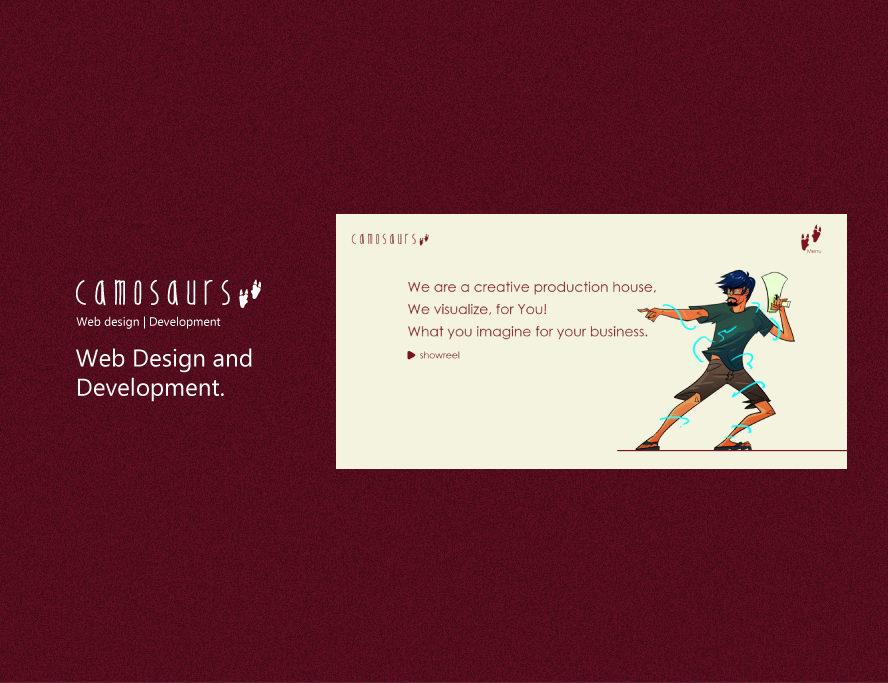 camosaurs
Web design | Development
Web Design and
Development.
camosaurs
Menu
We are a creative production house,
We visualize, for You!
What you imagine for your business.
showreel